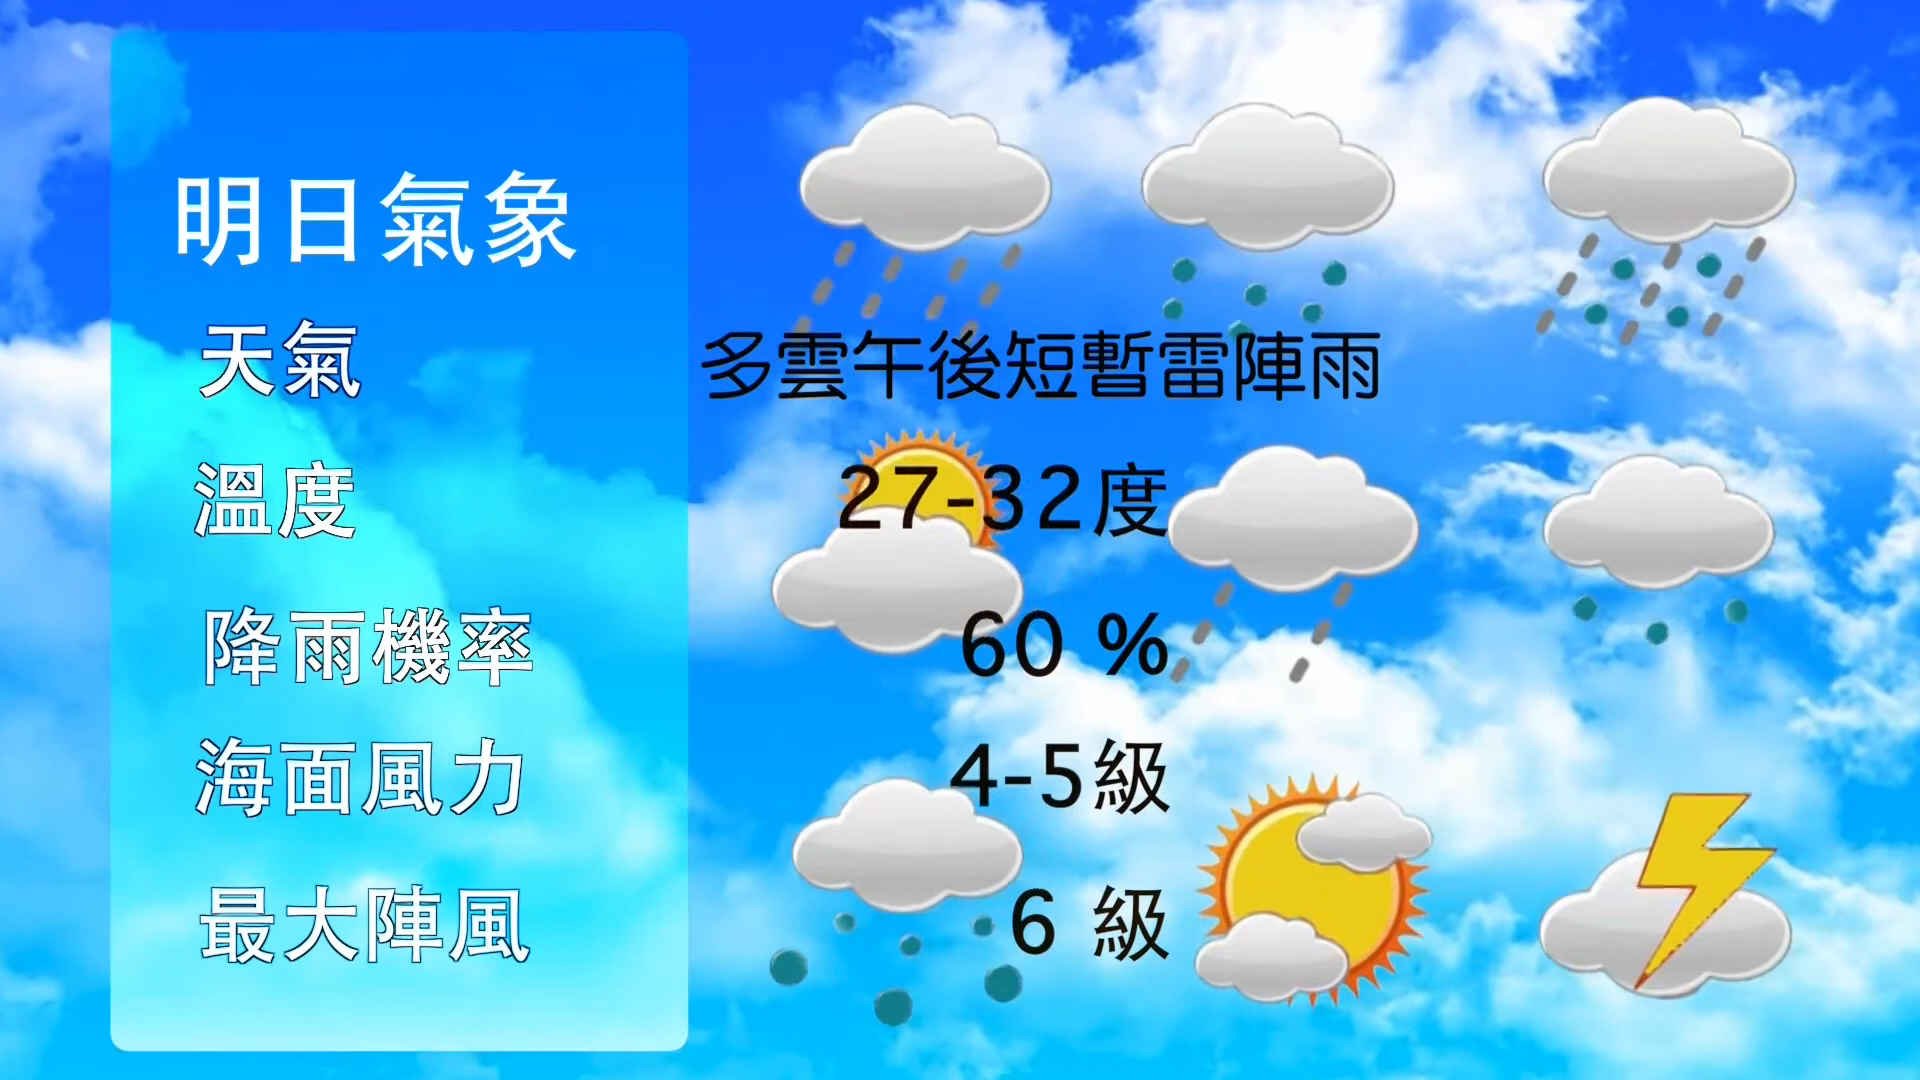 明日氣象
天氣 多雲午後短暫雷陣雨
溫度 27-32度
降雨機率 60 %
海面風力 4-5級
最大陣風 6 級